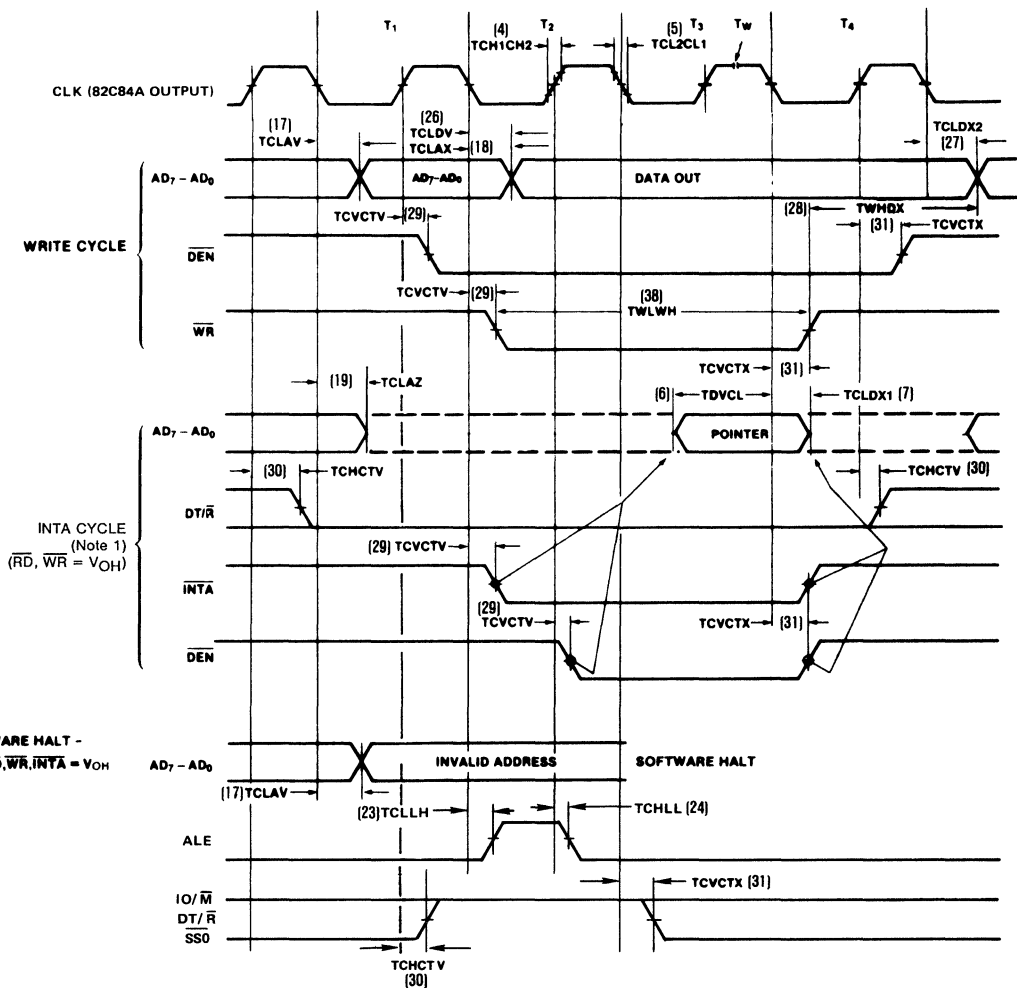 T1 (4) T2 (5) T3 TW T4
TCH1CH2 TCL2CL1
CLK (82C84A OUTPUT)
(17) (26) TCLDX2
TCLAV TCLDV (27)
TCLAX (18)
AD7 – AD0 AD7–AD0 DATA OUT
TCVCTV (29) (28) TWHDX
(31) TCVCTX
WRITE CYCLE
DEN
TCVCTV (29) (38)
TWLWH
WR
TCVCTX (31)
(19) TCLAZ (6) TDVCL TCLDX1 (7)
AD7 – AD0 POINTER
(30) TCHCTV TCHCTV (30)
DT/R
INTA CYCLE
(Note 1)
(RD, WR = VOH)
(29) TCVCTV
INTA
(29)
TCVCTV TCVCTX (31)
DEN
WARE HALT –
,WR,INTA = VOH AD7 – AD0 INVALID ADDRESS SOFTWARE HALT
(17)TCLAV (23)TCLLH TCHLL (24)
ALE
TCVCTX (31)
IO/M
DT/R
SS0
TCHCTV
(30)